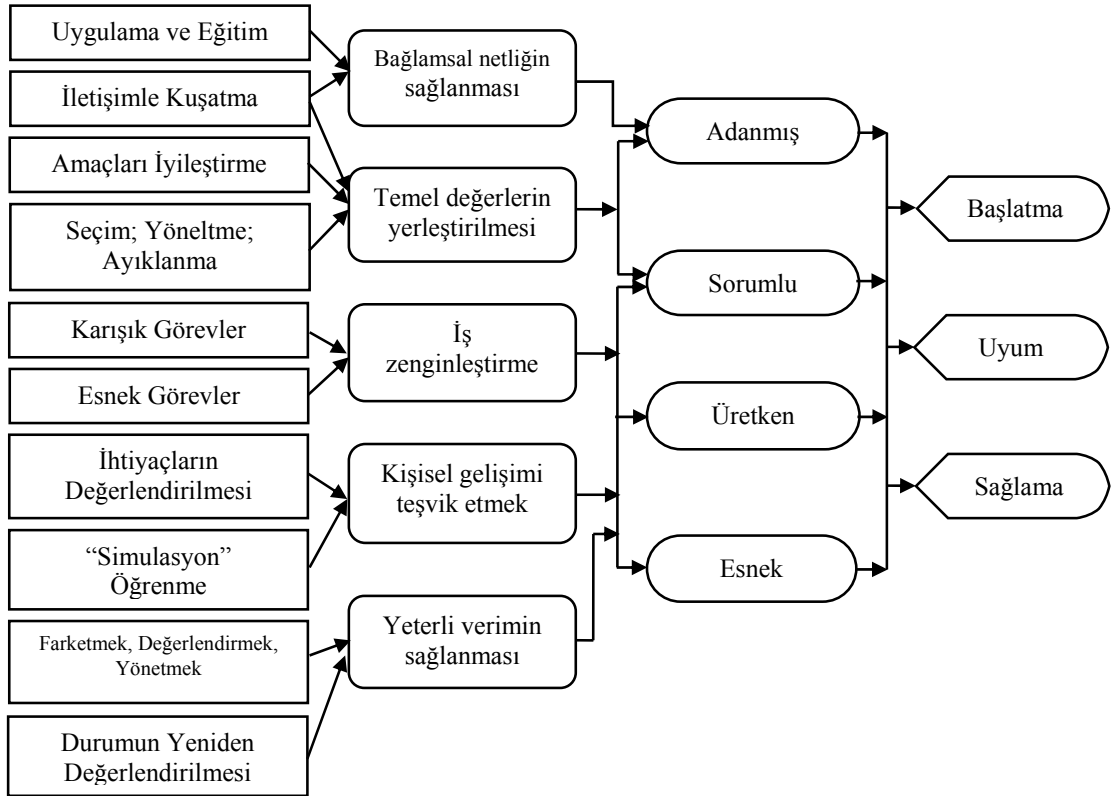 Uygulama ve Eğitim
İletişimle Kuşatma
Amaçları İyileştirme
Seçim; Yöneltme;
Ayıklanma
Karışık Görevler
Esnek Görevler
İhtiyaçların
Değerlendirilmesi
“Simulasyon”
Öğrenme
Farketmek, Değerlendirmek,
Yönetmek
Durumun Yeniden
Değerlendirilmesi
Bağlamsal netliğin
sağlanması
Temel değerlerin
yerleştirilmesi
İş
zenginleştirme
Kişisel gelişimi
teşvik etmek
Yeterli verimin
sağlanması
Adanmış
Sorumlu
Üretken
Esnek
Başlatma
Uyum
Sağlama